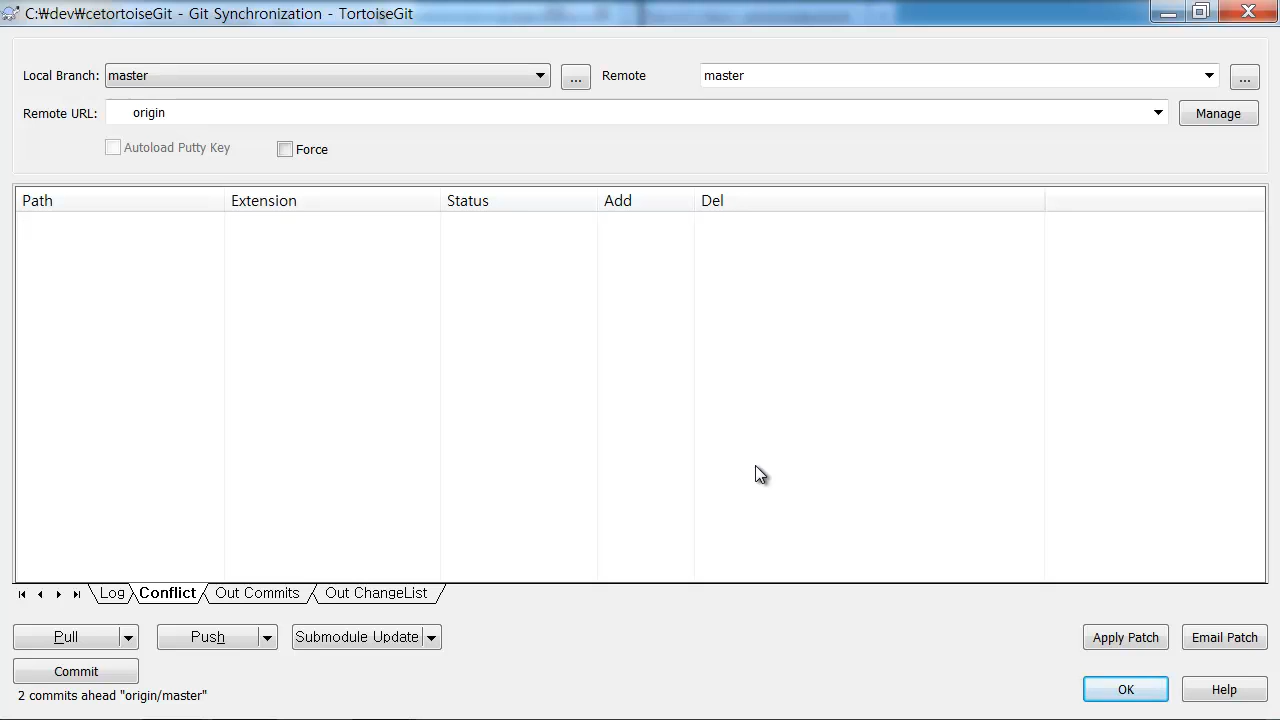 C:₩dev₩cetortoiseGit - Git Synchronization - TortoiseGit
Local Branch: master ... Remote master ...
Remote URL: origin Manage
Autoload Putty Key Force
Path Extension Status Add Del
Log Conflict Out Commits Out ChangeList
Pull Push Submodule Update Apply Patch Email Patch
Commit
2 commits ahead "origin/master" OK Help